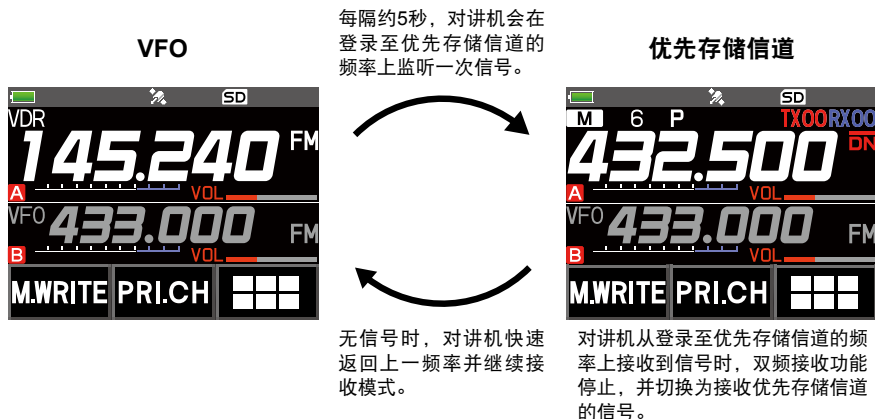 每隔约5秒，对讲机会在
登录至优先存储信道的
频率上监听一次信号。
VFO
优先存储信道
SD
VDR
145.240 FM
A VOL
VFO 433.000 FM
B VOL
M.WRITE PRI.CH
SD
M 6 P TX00RX00
432.500 DN
A VOL
VFO 433.000 FM
B VOL
M.WRITE PRI.CH
无信号时，对讲机快速
返回上一频率并继续接
收模式。
对讲机从登录至优先存储信道的频
率上接收到信号时，双频接收功能
停止，并切换为接收优先存储信道
的信号。